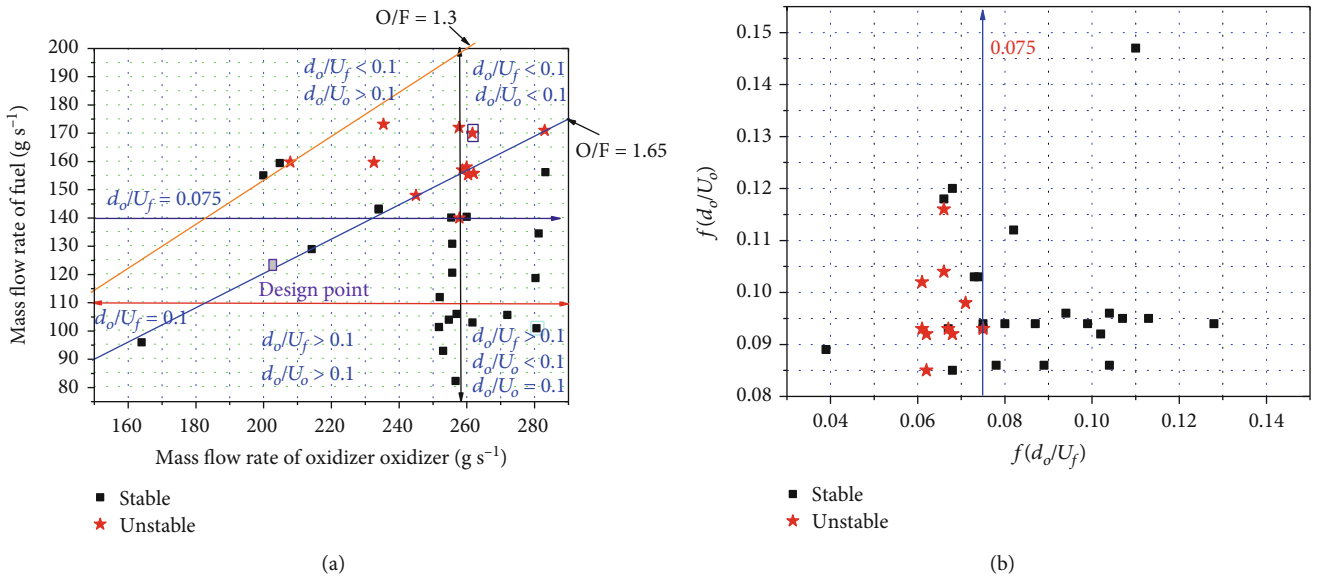 O/F = 1.3
200
190
180
170
160
150
140
130
120
110
100
90
80
Mass flow rate of fuel (g s⁻¹)
d_o/U_f < 0.1
d_o/U_o > 0.1
d_o/U_f < 0.1
d_o/U_o < 0.1
O/F = 1.65
d_o/U_f = 0.075
Design point
d_o/U_f = 0.1
d_o/U_f > 0.1
d_o/U_o > 0.1
d_o/U_f > 0.1
d_o/U_o < 0.1
d_o/U_o = 0.1
160 180 200 220 240 260 280
Mass flow rate of oxidizer oxidizer (g s⁻¹)
Stable
Unstable
(a)
0.15
0.14
0.13
0.12
0.11
0.10
0.09
0.08
f(d_o/U_o)
0.075
0.04 0.06 0.08 0.10 0.12 0.14
f(d_o/U_f)
Stable
Unstable
(b)